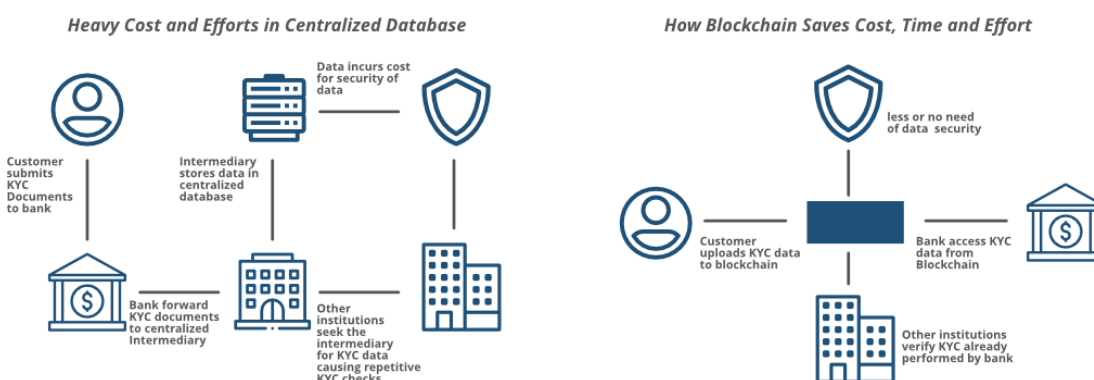 Heavy Cost and Efforts in Centralized Database
How Blockchain Saves Cost, Time and Effort
Data incurs cost
for security of
data
less or no need
of data security
Customer
submits
KYC
Documents
to bank
Intermediary
stores data in
centralized
database
Customer
uploads KYC data
to blockchain
Bank access KYC
data from
Blockchain
Bank forward
KYC documents
to centralized
Intermediary
Other
institutions
seek the
intermediary
for KYC data
causing repetitive
KYC checks
Other institutions
verify KYC already
performed by bank